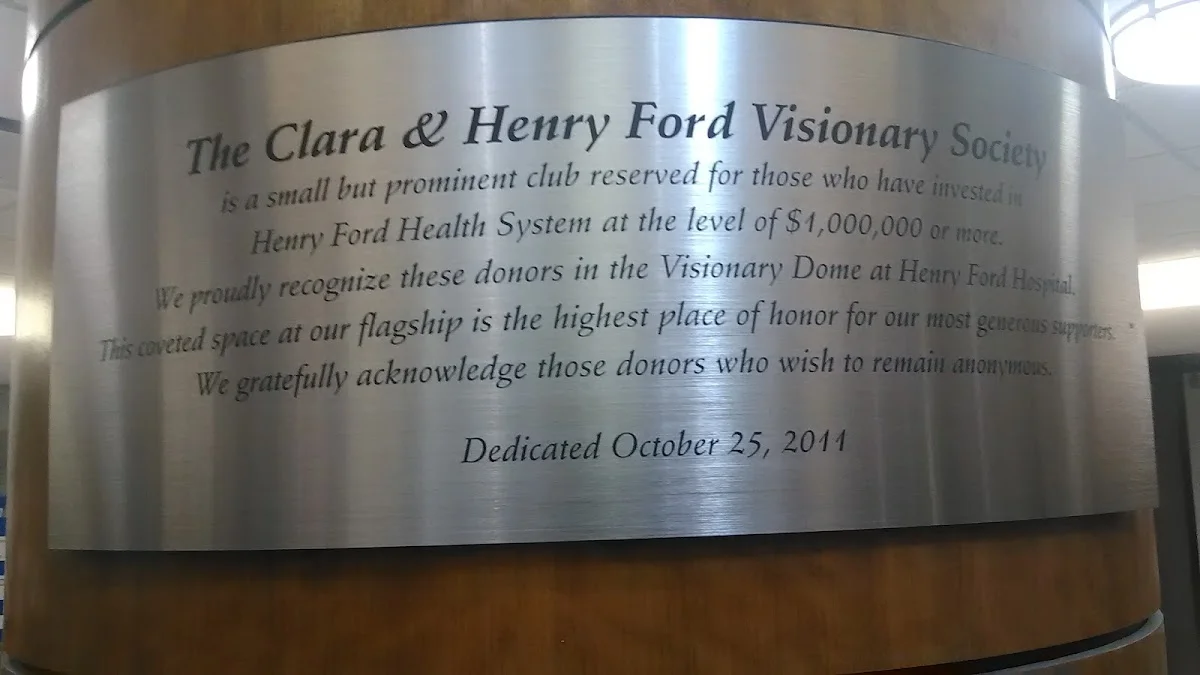 The Clara & Henry Ford Visionary Society
is a small but prominent club reserved for those who have invested in
Henry Ford Health System at the level of $1,000,000 or more.
We proudly recognize these donors in the Visionary Dome at Henry Ford Hospital.
This coveted space at our flagship is the highest place of honor for our most generous supporters.
We gratefully acknowledge those donors who wish to remain anonymous.
Dedicated October 25, 2011